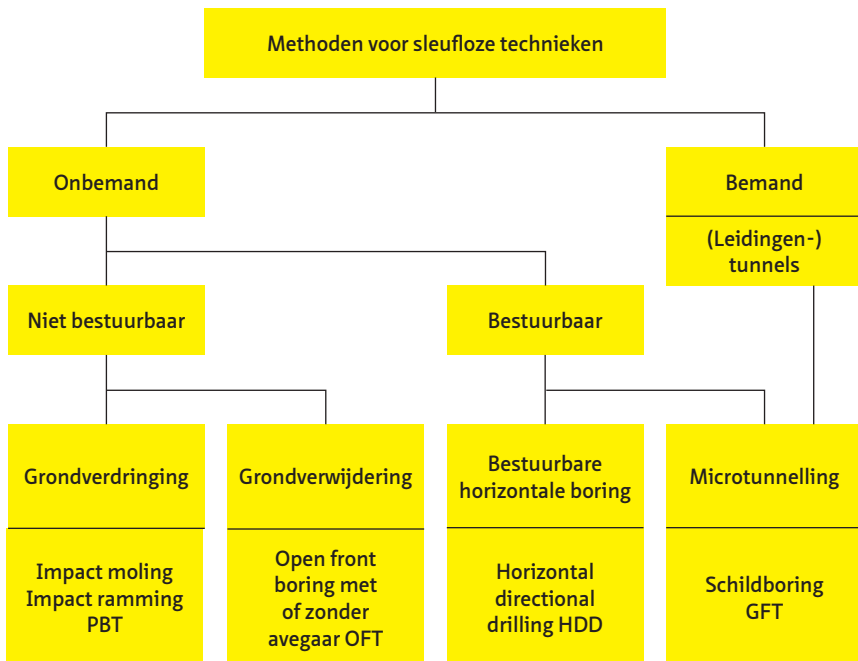 Methoden voor sleufloze technieken
Onbemand
Bemand
(Leidingen-)
tunnels
Niet bestuurbaar
Bestuurbaar
Grondverdringing
Grondverwijdering
Bestuurbare
horizontale boring
Microtunnelling
Impact moling
Impact ramming
PBT
Open front
boring met
of zonder
avegaar OFT
Horizontal
directional
drilling HDD
Schildboring
GFT